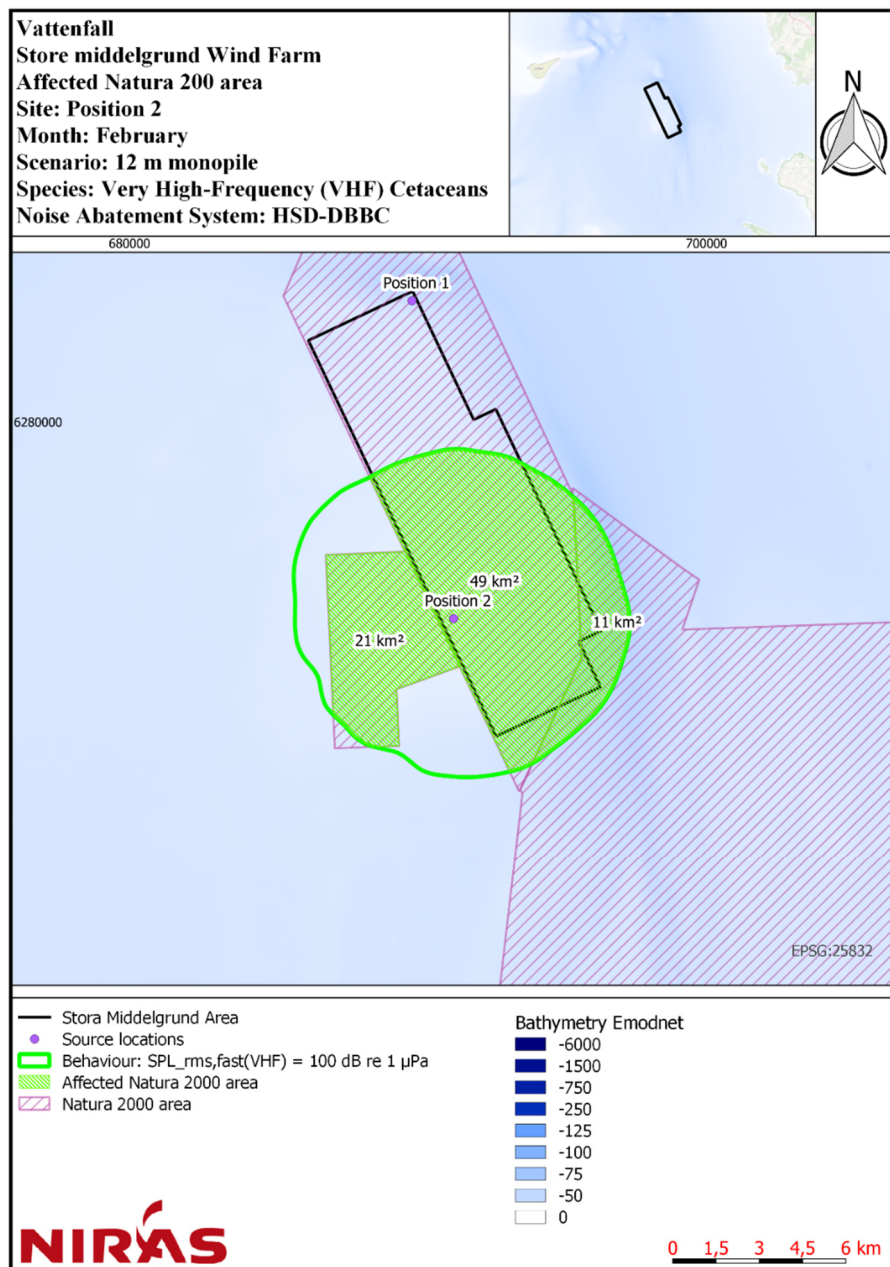 Vattenfall
Store middelgrund Wind Farm
Affected Natura 200 area
Site: Position 2
Month: February
Scenario: 12 m monopile
Species: Very High-Frequency (VHF) Cetaceans
Noise Abatement System: HSD-DBBC
N
680000
700000
Position 1
6280000
49 km²
Position 2
11 km²
21 km²
EPSG:25832
Stora Middelgrund Area
Source locations
Behaviour: SPL_rms,fast(VHF) = 100 dB re 1 µPa
Affected Natura 2000 area
Natura 2000 area
Bathymetry Emodnet
-6000
-1500
-750
-250
-125
-100
-75
-50
0
NIRAS
0 1,5 3 4,5 6 km